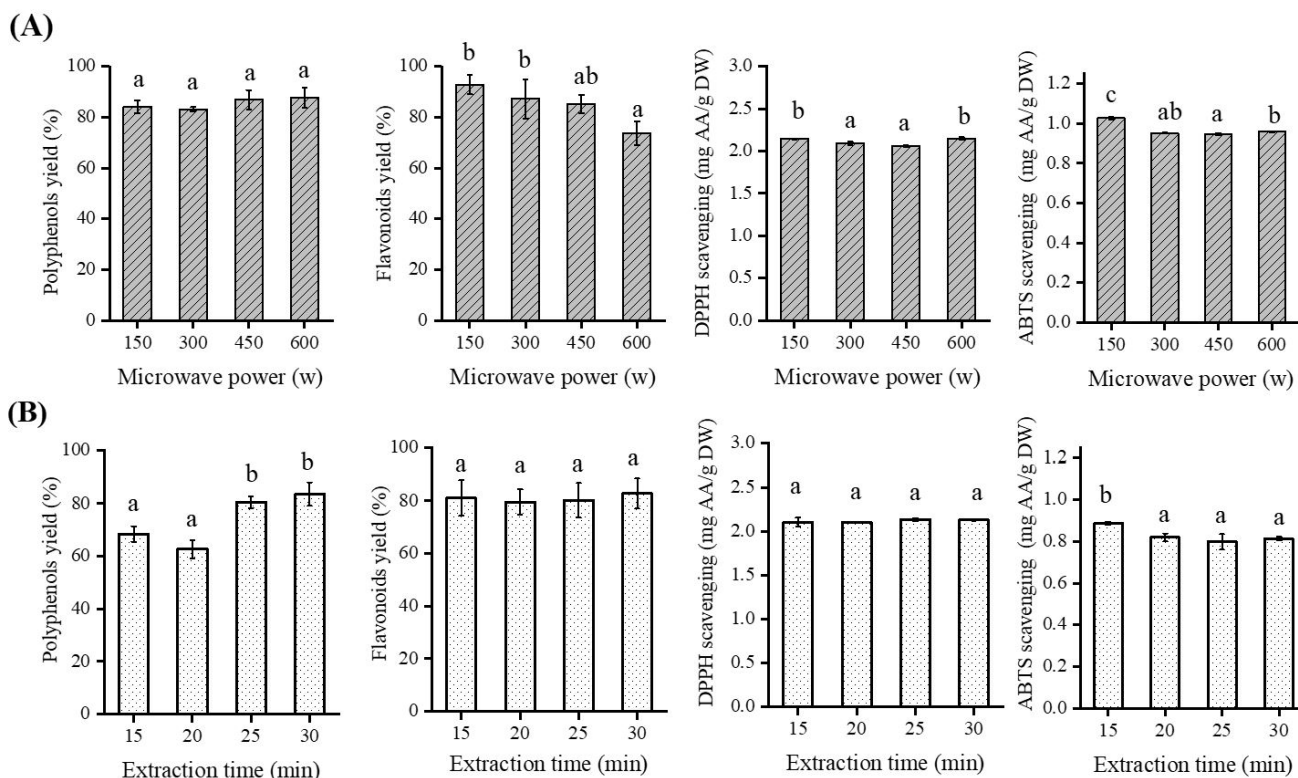 (A)
Polyphenols yield (%)
100
80
60
40
20
0
a a a a
150 300 450 600
Microwave power (w)
Flavonoids yield (%)
100
80
60
40
20
0
b b ab a
150 300 450 600
Microwave power (w)
DPPH scavenging (mg AA/g DW)
3.0
2.5
2.0
1.5
1.0
0.5
0.0
b a a b
150 300 450 600
Microwave power (w)
ABTS scavenging (mg AA/g DW)
1.2
1.0
0.8
0.6
0.4
0.2
0.0
c ab a b
150 300 450 600
Microwave power (w)
(B)
Polyphenols yield (%)
100
80
60
40
20
0
a a b b
15 20 25 30
Extraction time (min)
Flavonoids yield (%)
100
80
60
40
20
0
a a a a
15 20 25 30
Extraction time (min)
DPPH scavenging (mg AA/g DW)
3.0
2.5
2.0
1.5
1.0
0.5
0.0
a a a a
15 20 25 30
Extraction time (min)
ABTS scavenging (mg AA/g DW)
1.2
1.0
0.8
0.6
0.4
0.2
0.0
b a a a
15 20 25 30
Extraction time (min)